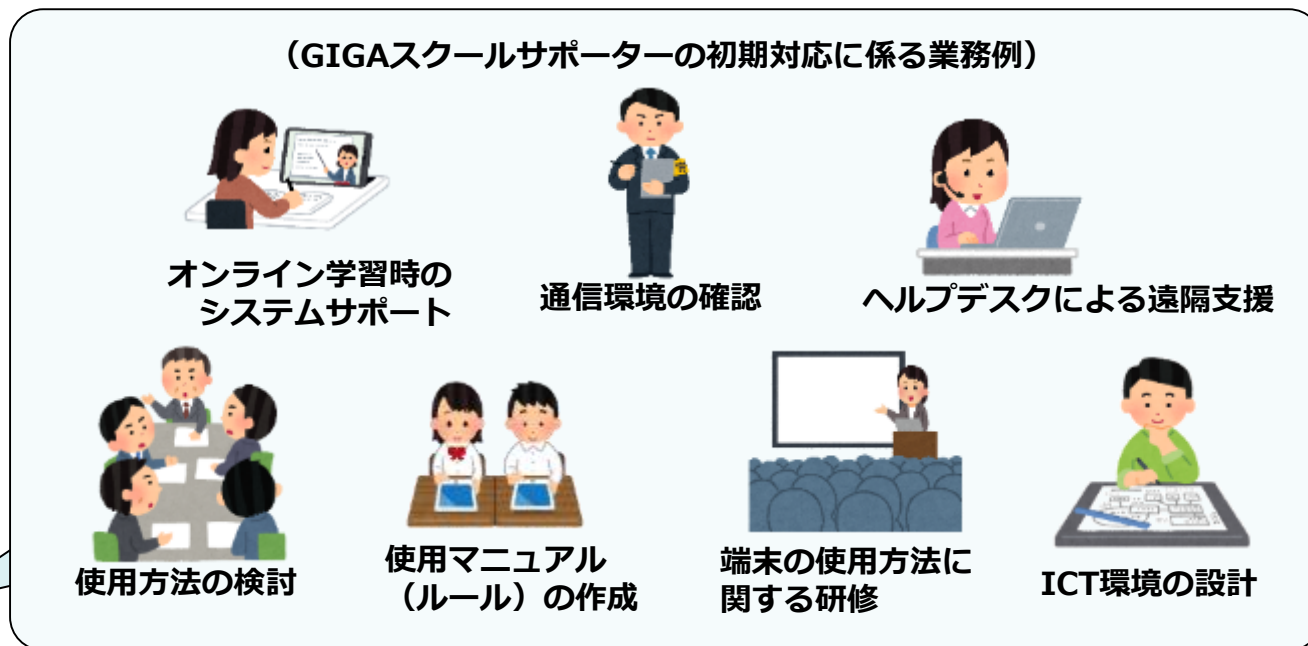 （GIGAスクールサポーターの初期対応に係る業務例）
オンライン学習時の
システムサポート
通信環境の確認
ヘルプデスクによる遠隔支援
使用方法の検討
使用マニュアル
（ルール）の作成
端末の使用方法に
関する研修
ICT環境の設計